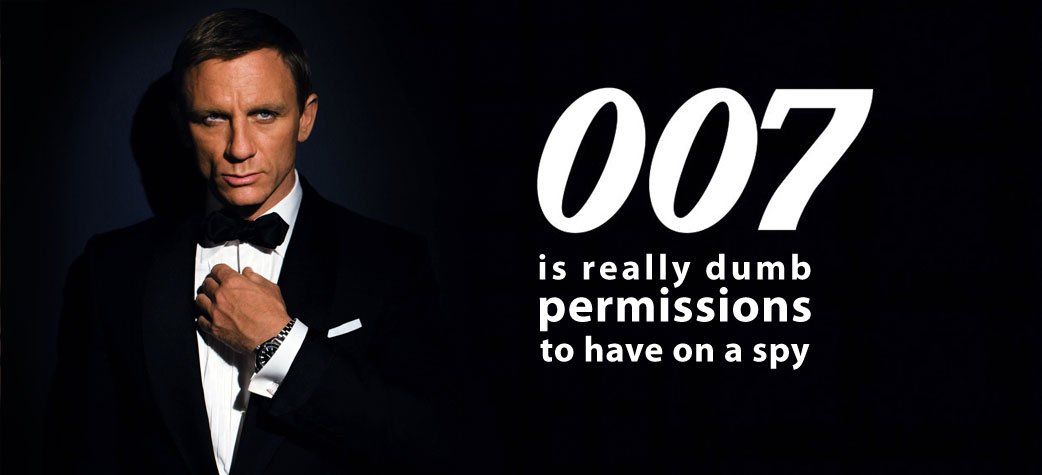 007
is really dumb
permissions
to have on a spy